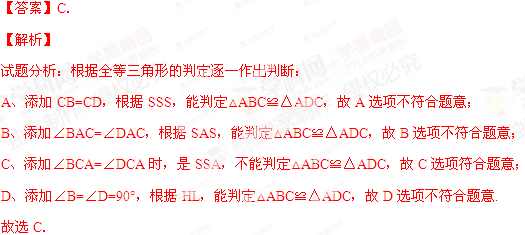 【答案】C.
【解析】
试题分析：根据全等三角形的判定逐一作出判断：
A、添加 CB=CD，根据 SSS，能判定△ABC≌△ADC，故 A 选项不符合题意；
B、添加∠BAC=∠DAC，根据 SAS，能判定△ABC≌△ADC，故 B 选项不符合题意；
C、添加∠BCA=∠DCA 时，是 SSA，不能判定△ABC≌△ADC，故 C 选项符合题意；
D、添加∠B=∠D=90°，根据 HL，能判定△ABC≌△ADC，故 D 选项不符合题意.
故选 C.